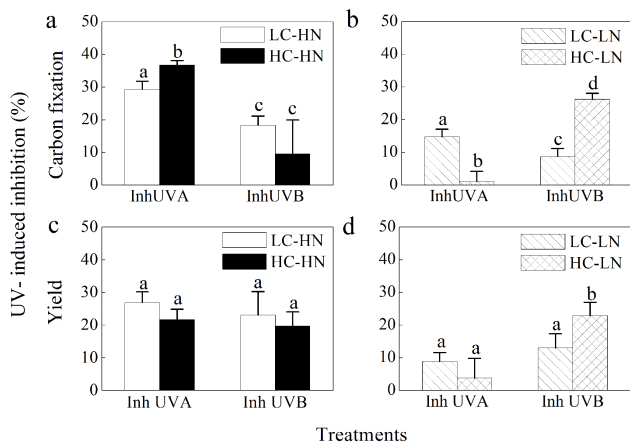 a
b
LC-HN
HC-HN
LC-LN
HC-LN
UV- induced inhibition (%)
Carbon fixation
50
40
30
20
10
0
a
b
c
c
InhUVA
InhUVB
50
40
30
20
10
0
a
b
c
d
InhUVA
InhUVB
c
d
LC-HN
HC-HN
LC-LN
HC-LN
Yield
50
40
30
20
10
0
a
a
a
a
Inh UVA
Inh UVB
50
40
30
20
10
0
a
a
a
b
Inh UVA
Inh UVB
Treatments